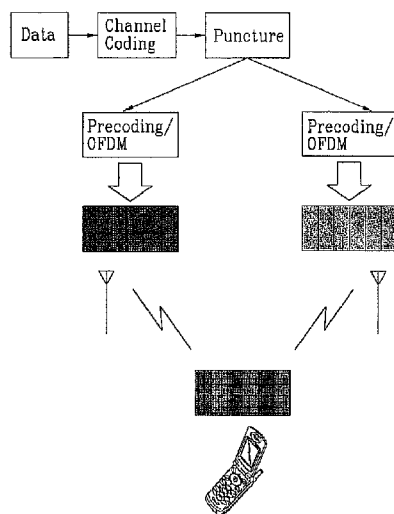 Data
Channel
Coding
Puncture
Precoding/
OFDM
Precoding/
OFDM